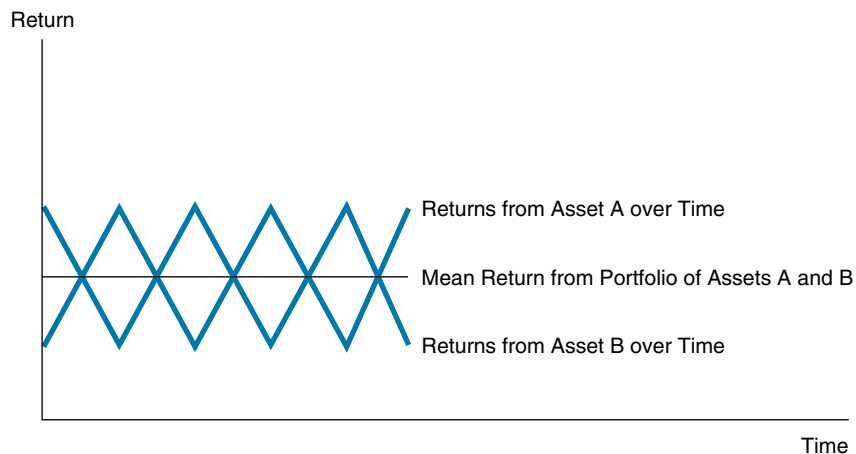 Return
Returns from Asset A over Time
Mean Return from Portfolio of Assets A and B
Returns from Asset B over Time
Time